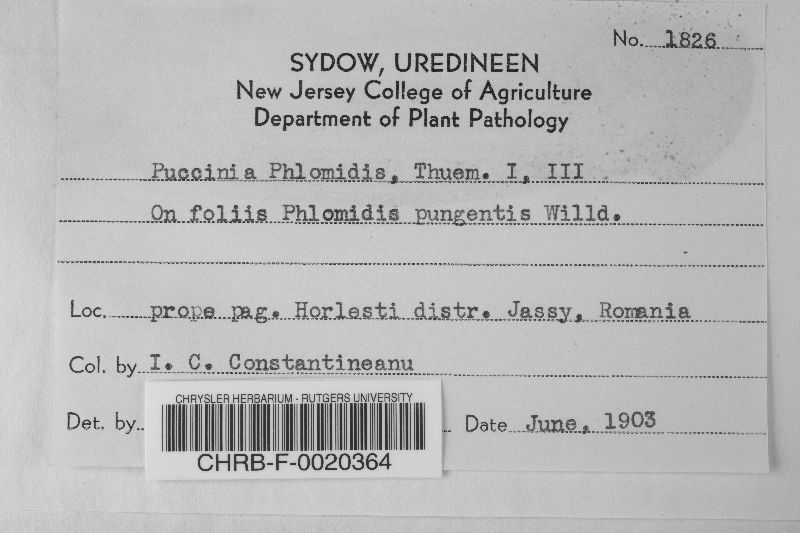 No. 1826
SYDOW, UREDINEEN
New Jersey College of Agriculture
Department of Plant Pathology
Puccinia Phlomidis, Thuem. I, III
On foliis Phlomidis pungentis Willd.
Loc. prope pag. Horlesti distr. Jassy, Romania
Col. by I. C. Constantineanu
Det. by
Date June, 1903
CHRYSLER HERBARIUM - RUTGERS UNIVERSITY
CHRB-F-0020364